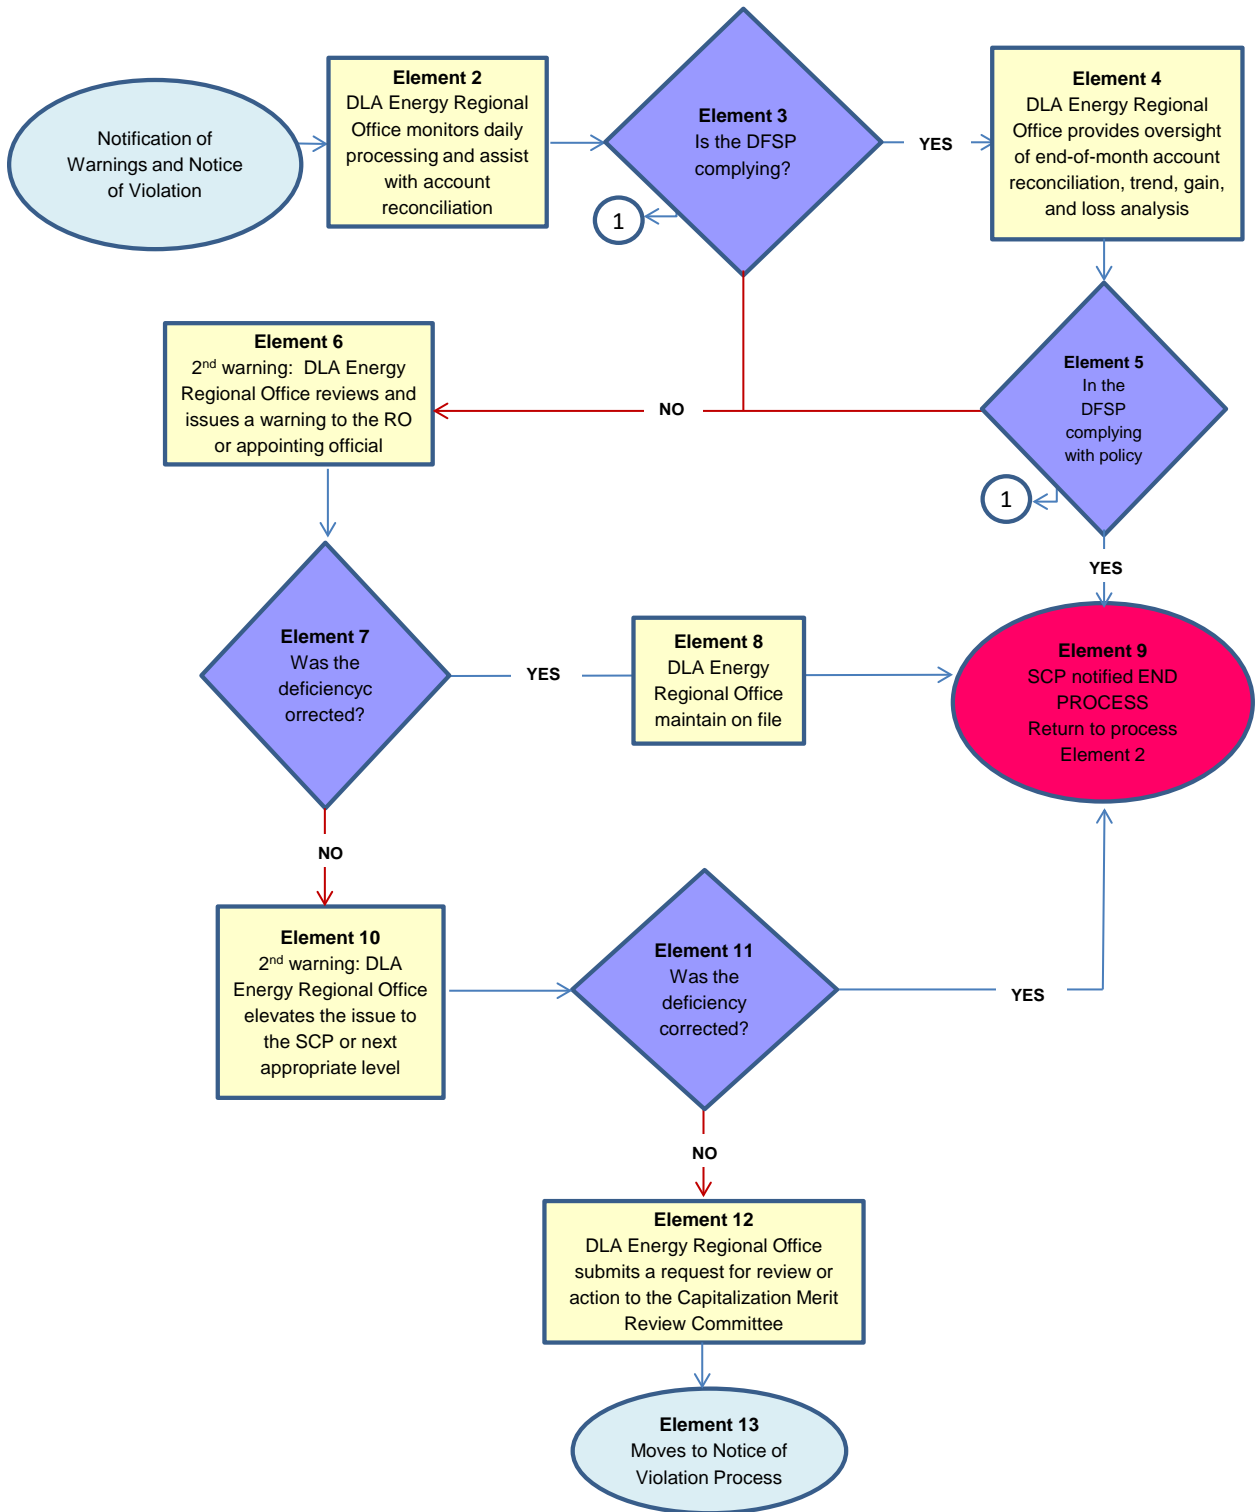 Notification of
Warnings and Notice
of Violation
Element 2
DLA Energy Regional
Office monitors daily
processing and assist
with account
reconciliation
Element 3
Is the DFSP
complying?
1
YES
Element 4
DLA Energy Regional
Office provides oversight
of end-of-month account
reconciliation, trend, gain,
and loss analysis
Element 5
In the
DFSP
complying
with policy
1
NO
YES
Element 6
2nd warning: DLA Energy
Regional Office reviews and
issues a warning to the RO
or appointing official
Element 7
Was the
deficiencyc
orrected?
YES
Element 8
DLA Energy
Regional Office
maintain on file
Element 9
SCP notified END
PROCESS
Return to process
Element 2
NO
Element 10
2nd warning: DLA
Energy Regional Office
elevates the issue to
the SCP or next
appropriate level
Element 11
Was the
deficiency
corrected?
YES
NO
Element 12
DLA Energy Regional Office
submits a request for review or
action to the Capitalization Merit
Review Committee
Element 13
Moves to Notice of
Violation Process